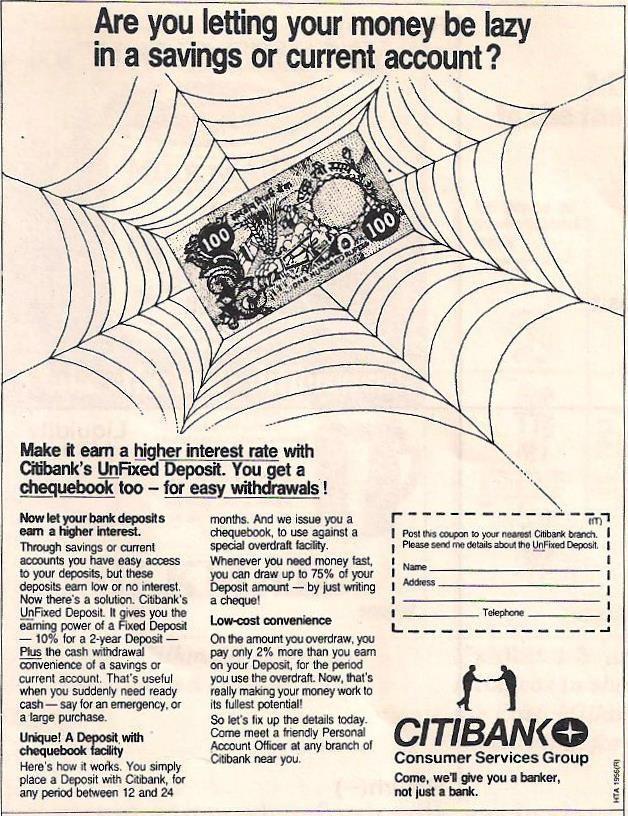 Are you letting your money be lazy
in a savings or current account?
100
100
ONE HUNDRED RUPEES
Make it earn a higher interest rate with
Citibank's UnFixed Deposit. You get a
chequebook too – for easy withdrawals!
Now let your bank deposits
earn a higher interest.
Through savings or current
accounts you have easy access
to your deposits, but these
deposits earn low or no interest.
Now there's a solution. Citibank's
UnFixed Deposit. It gives you the
earning power of a Fixed Deposit
— 10% for a 2-year Deposit —
Plus the cash withdrawal
convenience of a savings or
current account. That's useful
when you suddenly need ready
cash — say for an emergency, or
a large purchase.
Unique! A Deposit with
chequebook facility
Here's how it works. You simply
place a Deposit with Citibank, for
any period between 12 and 24
months. And we issue you a
chequebook, to use against a
special overdraft facility.
Whenever you need money fast,
you can draw up to 75% of your
Deposit amount — by just writing
a cheque!
Low-cost convenience
On the amount you overdraw, you
pay only 2% more than you earn
on your Deposit, for the period
you use the overdraft. Now, that's
really making your money work to
its fullest potential!
So let's fix up the details today.
Come meet a friendly Personal
Account Officer at any branch of
Citibank near you.
(IT)
Post this coupon to your nearest Citibank branch.
Please send me details about the UnFixed Deposit.
Name
Address
Telephone
CITIBANK
Consumer Services Group
Come, we'll give you a banker,
not just a bank.
HTA 1956(R)